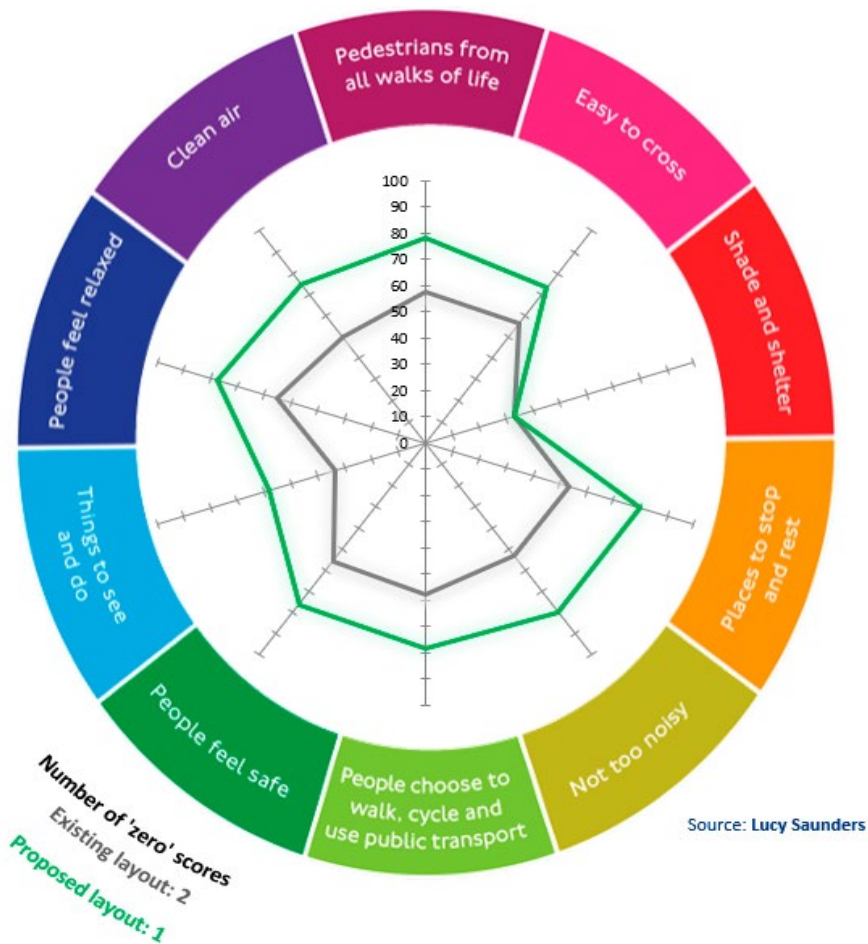 Pedestrians from
all walks of life
Easy to cross
Shade and shelter
Places to stop
and rest
Not too noisy
People choose to
walk, cycle and
use public transport
People feel safe
Things to see
and do
People feel relaxed
Clean air
100
90
80
70
60
50
40
30
20
10
0
Number of 'zero' scores
Existing layout: 2
Proposed layout: 1
Source: Lucy Saunders